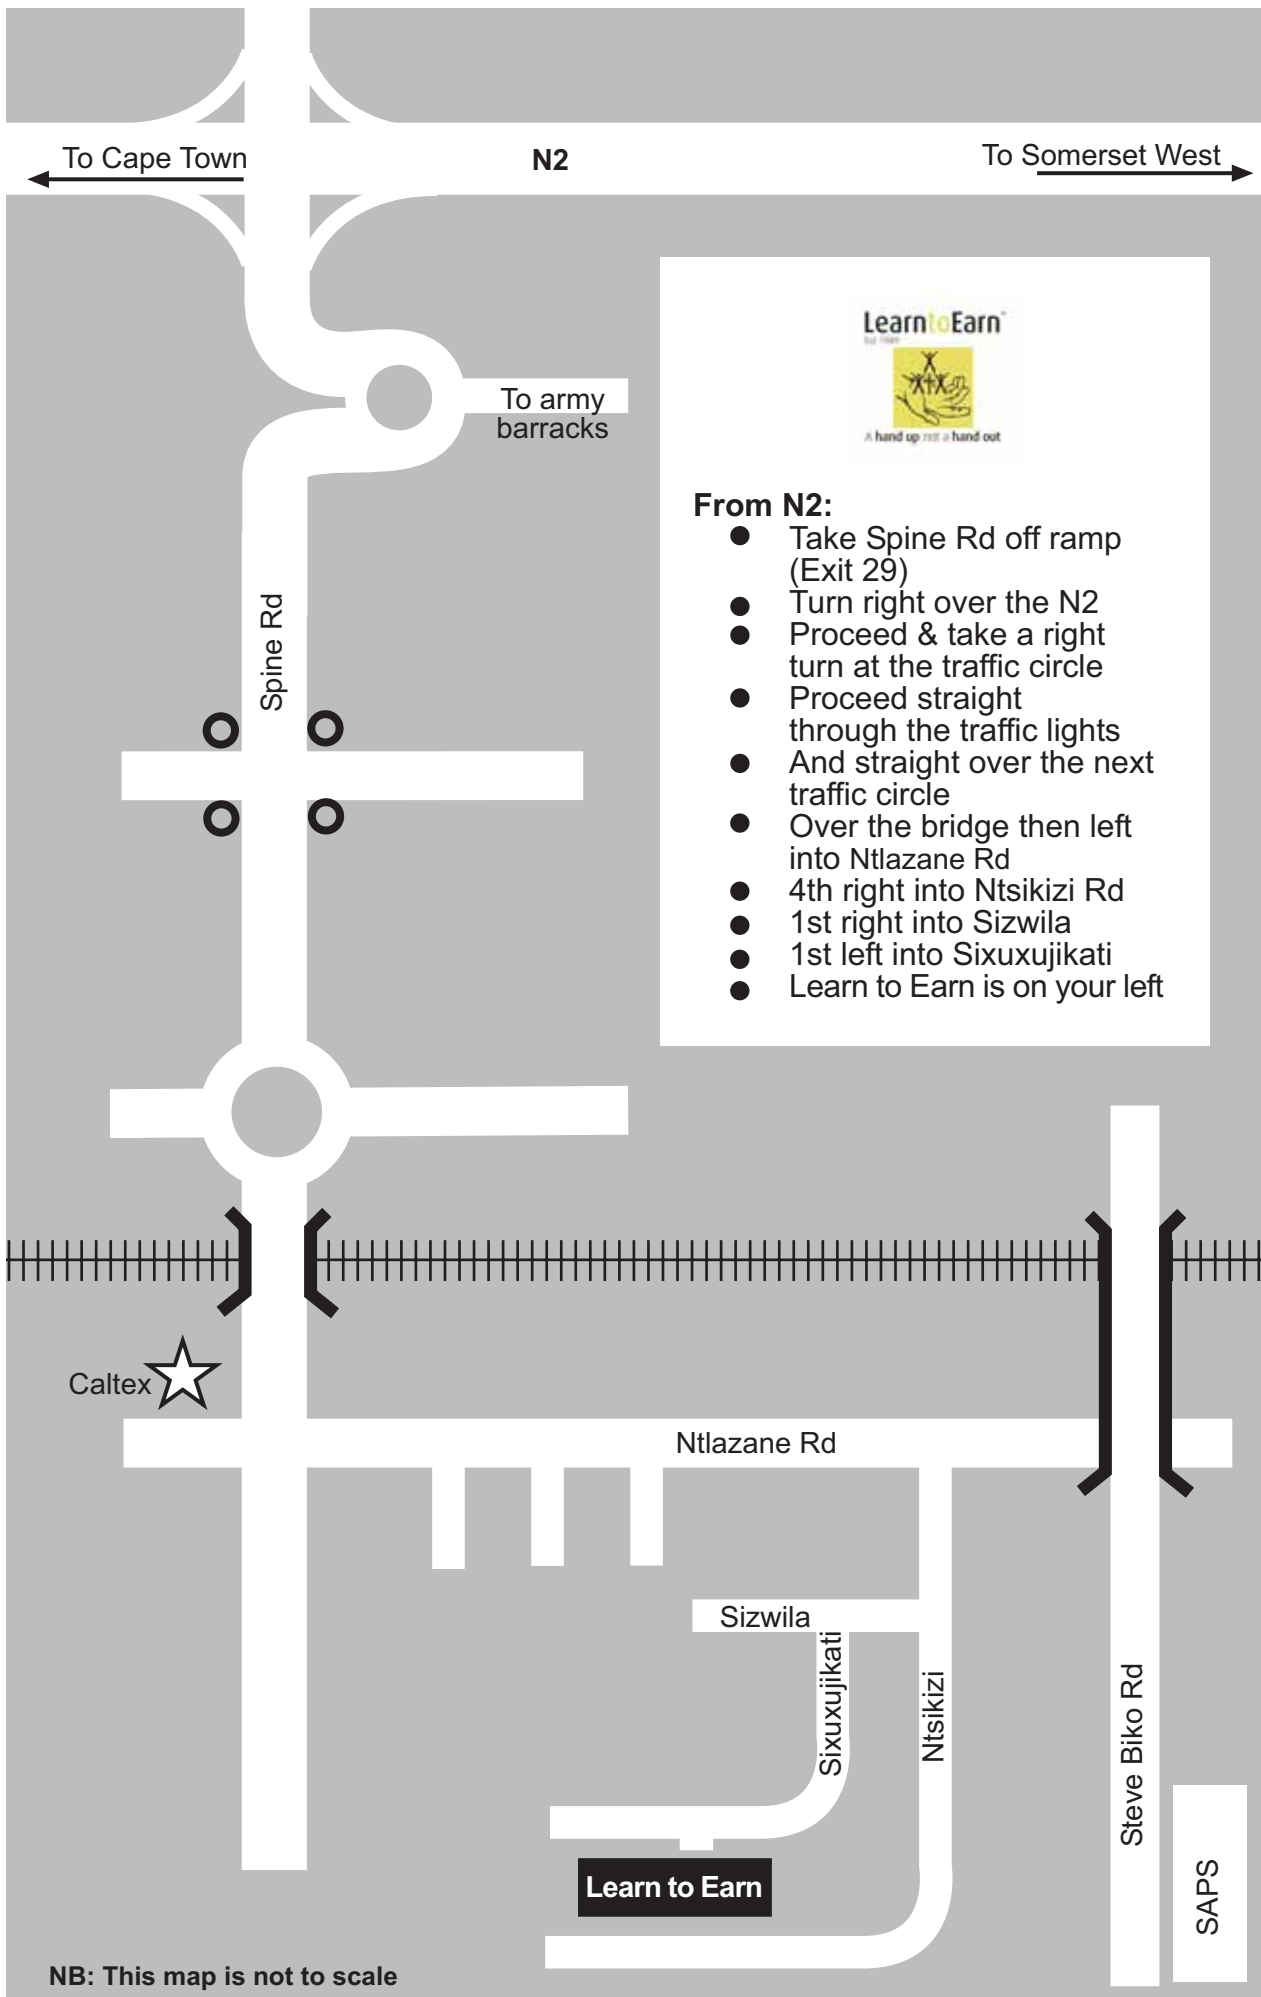 To Cape Town
N2
To Somerset West
LearntoEarn
A hand up not a hand out
To army
barracks
From N2:
● Take Spine Rd off ramp
(Exit 29)
● Turn right over the N2
● Proceed & take a right
turn at the traffic circle
● Proceed straight
through the traffic lights
● And straight over the next
traffic circle
● Over the bridge then left
into Ntlazane Rd
● 4th right into Ntsikizi Rd
● 1st right into Sizwila
● 1st left into Sixuxujikati
● Learn to Earn is on your left
Spine Rd
Caltex
Ntlazane Rd
Sizwila
Sixuxujikati
Ntsikizi
Steve Biko Rd
SAPS
Learn to Earn
NB: This map is not to scale